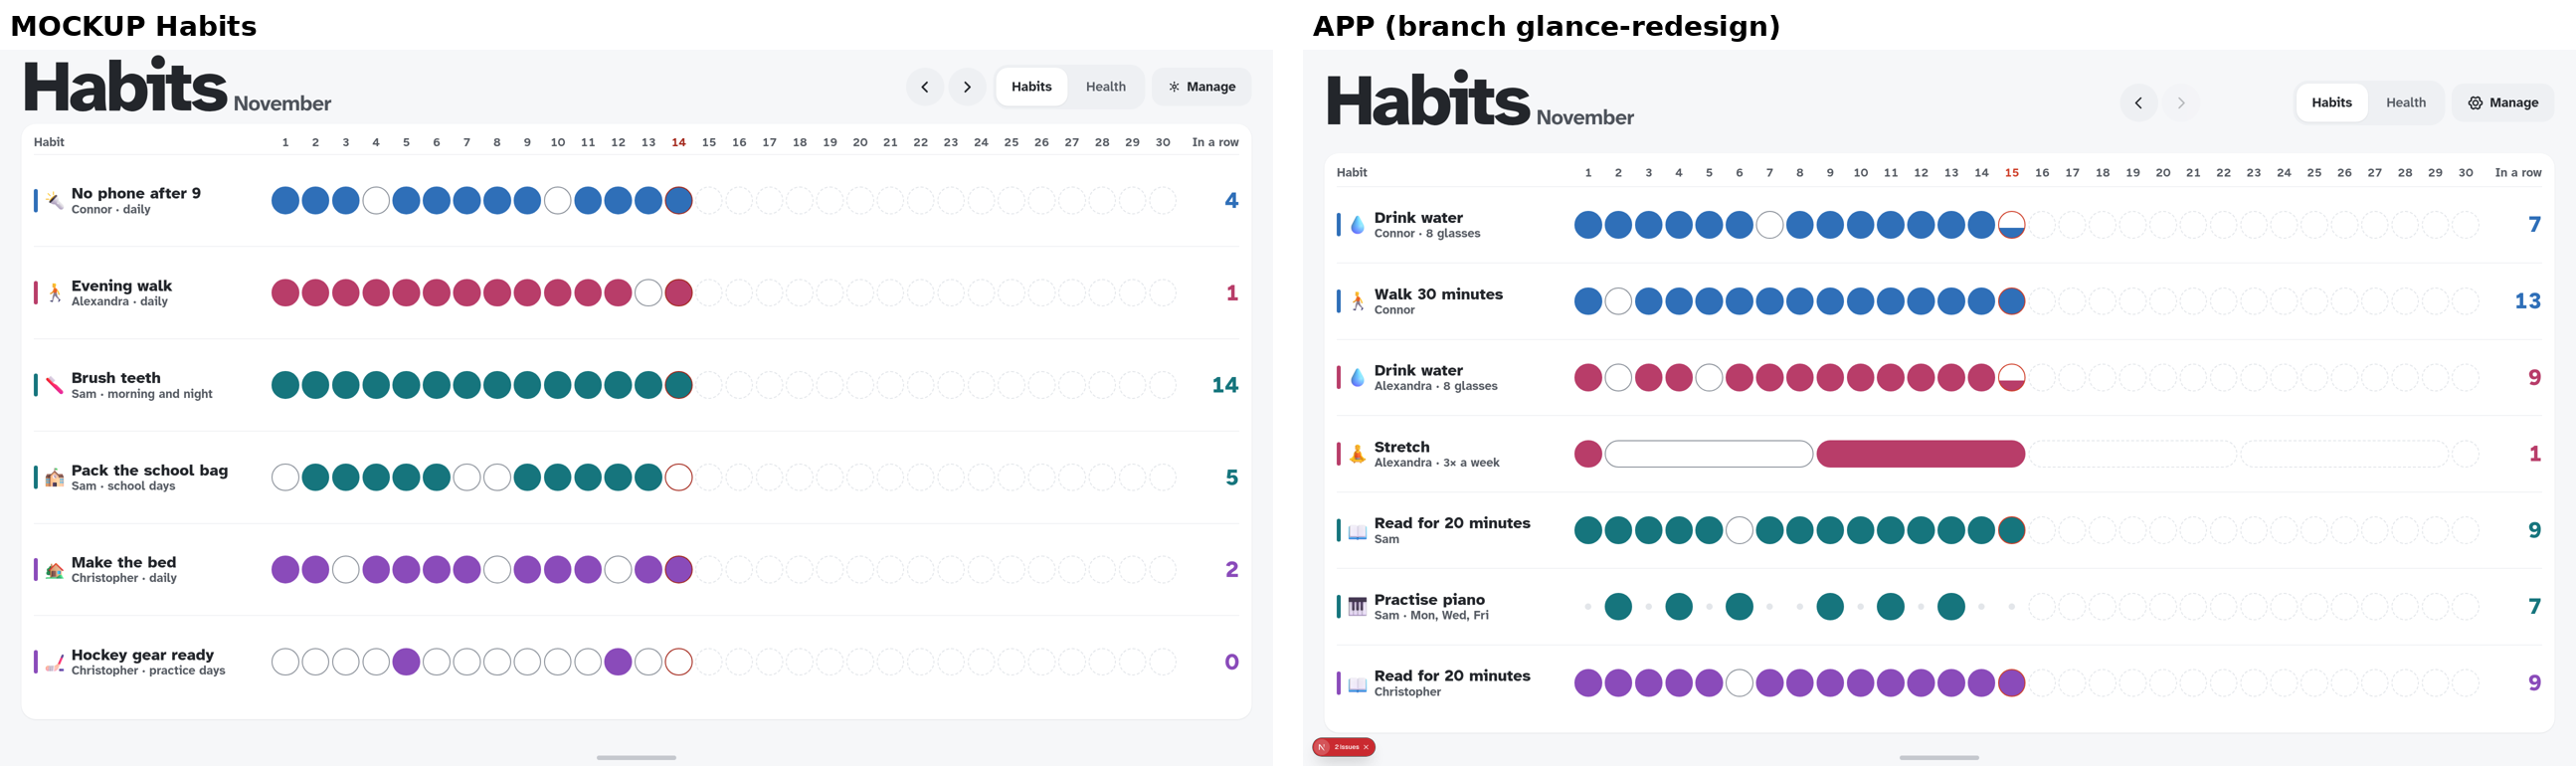 MOCKUP Habits
Habits November
Habits Health Manage
Habit 1 2 3 4 5 6 7 8 9 10 11 12 13 14 15 16 17 18 19 20 21 22 23 24 25 26 27 28 29 30 In a row
No phone after 9
Connor · daily
4
Evening walk
Alexandra · daily
1
Brush teeth
Sam · morning and night
14
Pack the school bag
Sam · school days
5
Make the bed
Christopher · daily
2
Hockey gear ready
Christopher · practice days
0
APP (branch glance-redesign)
Habits November
Habits Health Manage
Habit 1 2 3 4 5 6 7 8 9 10 11 12 13 14 15 16 17 18 19 20 21 22 23 24 25 26 27 28 29 30 In a row
Drink water
Connor · 8 glasses
7
Walk 30 minutes
Connor
13
Drink water
Alexandra · 8 glasses
9
Stretch
Alexandra · 3× a week
1
Read for 20 minutes
Sam
9
Practise piano
Sam · Mon, Wed, Fri
7
Read for 20 minutes
Christopher
9
N 2 Issues ×